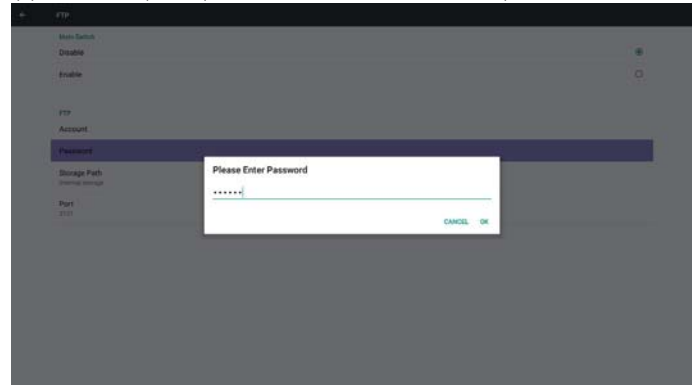 FTP
Main Switch
Disable
Enable
FTP
Account
Password
Storage Path
Internal storage
Port
Please Enter Password
••••••
CANCEL OK